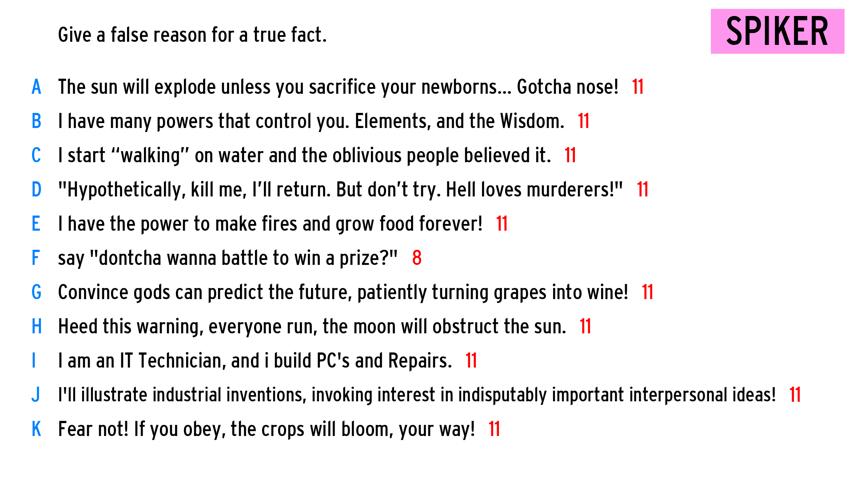 Give a false reason for a true fact.
SPIKER
A The sun will explode unless you sacrifice your newborns... Gotcha nose! 11
B I have many powers that control you. Elements, and the Wisdom. 11
C I start “walking” on water and the oblivious people believed it. 11
D "Hypothetically, kill me, I’ll return. But don’t try. Hell loves murderers!" 11
E I have the power to make fires and grow food forever! 11
F say "dontcha wanna battle to win a prize?" 8
G Convince gods can predict the future, patiently turning grapes into wine! 11
H Heed this warning, everyone run, the moon will obstruct the sun. 11
I I am an IT Technician, and i build PC's and Repairs. 11
J I'll illustrate industrial inventions, invoking interest in indisputably important interpersonal ideas! 11
K Fear not! If you obey, the crops will bloom, your way! 11